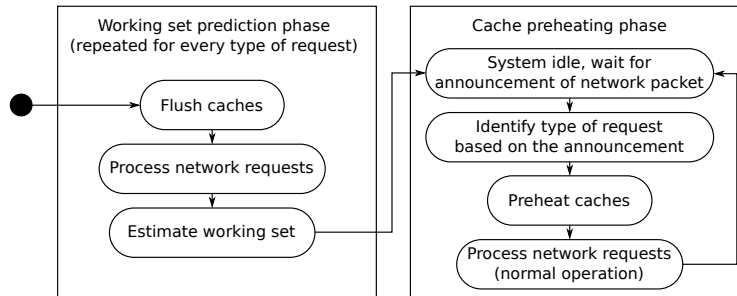 Working set prediction phase
(repeated for every type of request)
Flush caches
Process network requests
Estimate working set
Cache preheating phase
System idle, wait for
announcement of network packet
Identify type of request
based on the announcement
Preheat caches
Process network requests
(normal operation)